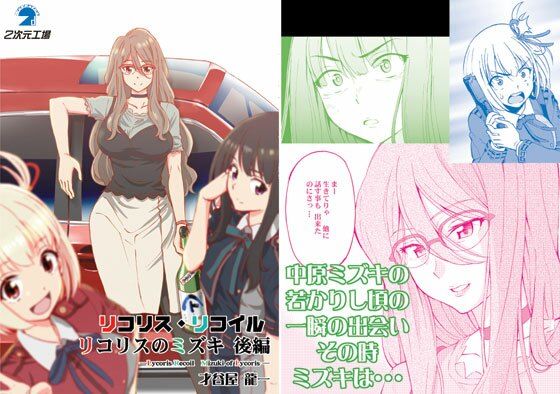 2次元工場
リコリス・リコイル
リコリスのミズキ 後編
Lycoris Recoil Mizuki of Lycoris
才谷屋 龍一
まー
生きてりゃ 他に
話す事も 出来た
のにさっ…
中原ミズキの
若かりし頃の
一瞬の出会い
その時
ミズキは・・・